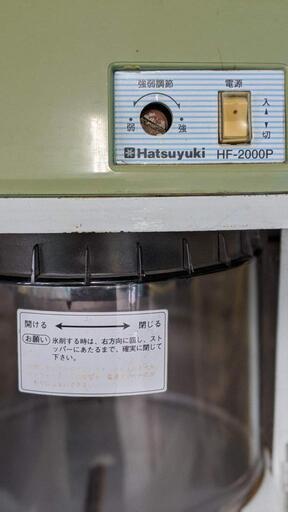 強弱調節
電源
弱
強
入
切
Hatsuyuki HF-2000P
開ける
閉じる
お願い
氷削する時は、右方向に回し、スト
ッパーにあたるまで、確実に閉じて
下さい。